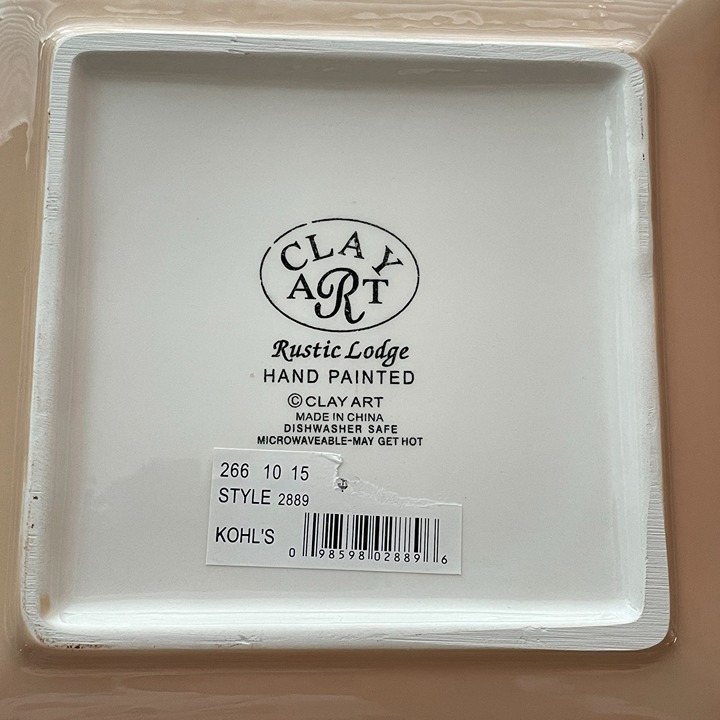 CLAY
ART
Rustic Lodge
HAND PAINTED
© CLAY ART
MADE IN CHINA
DISHWASHER SAFE
MICROWAVEABLE-MAY GET HOT
266 10 15
STYLE 2889
KOHL'S
0 98598 02889 6